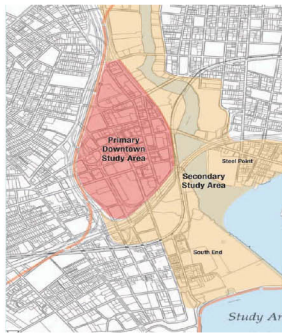 Primary
Downtown
Study Area
Steel Point
Secondary
Study Area
South End
Study Ar